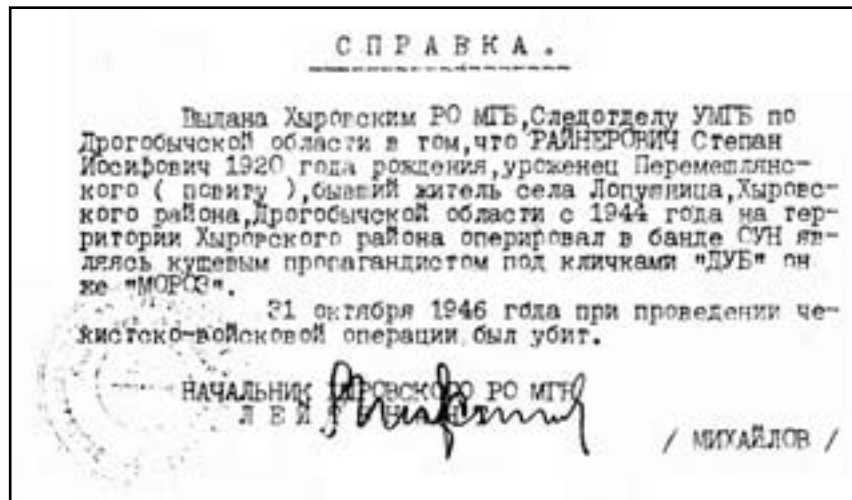 СПРАВКА.
Выдана Хыровским РО МГБ,Следотделу УМГБ по
Дрогобычской области в том,что РАЙНЕРОВИЧ Степан
Иосифович 1920 года рождения,уроженец Перемешлянс-
кого ( повиту ),бывший житель села Лопушница,Хыровс-
кого района,Дрогобычской области с 1944 года на тер-
ритории Хыровского района оперировал в банде ОУН яв-
ляясь кущевым пропагандистом под кличками "ДУБ" он
же "МОРОЗ".
31 октября 1946 года при проведении че-
кистско-войсковой операции был убит.
НАЧАЛЬНИК ХЫРОВСКОГО РО МГБ
/ МИХАЙЛОВ /